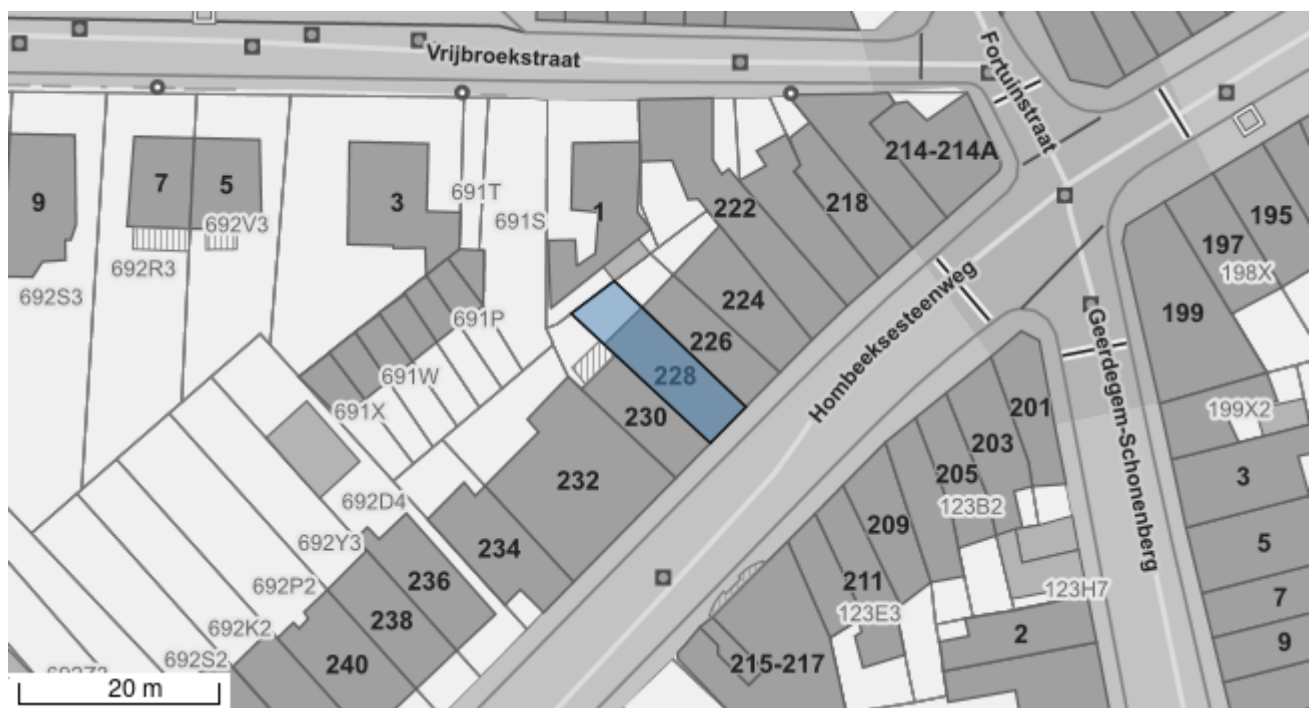 Vrijbroekstraat
Fortuinstraat
214-214A
9
7
5
3
691T
691S
1
222
218
195
197
198X
692V3
692R3
692S3
199
224
Hombeeksesteenweg
Geerdegem-Schonenberg
691P
226
228
691W
230
691X
201
203
199X2
205
232
209
123B2
3
692D4
692Y3
234
5
236
211
123H7
692P2
238
123E3
7
692K2
2
9
692S2
240
215-217
20 m